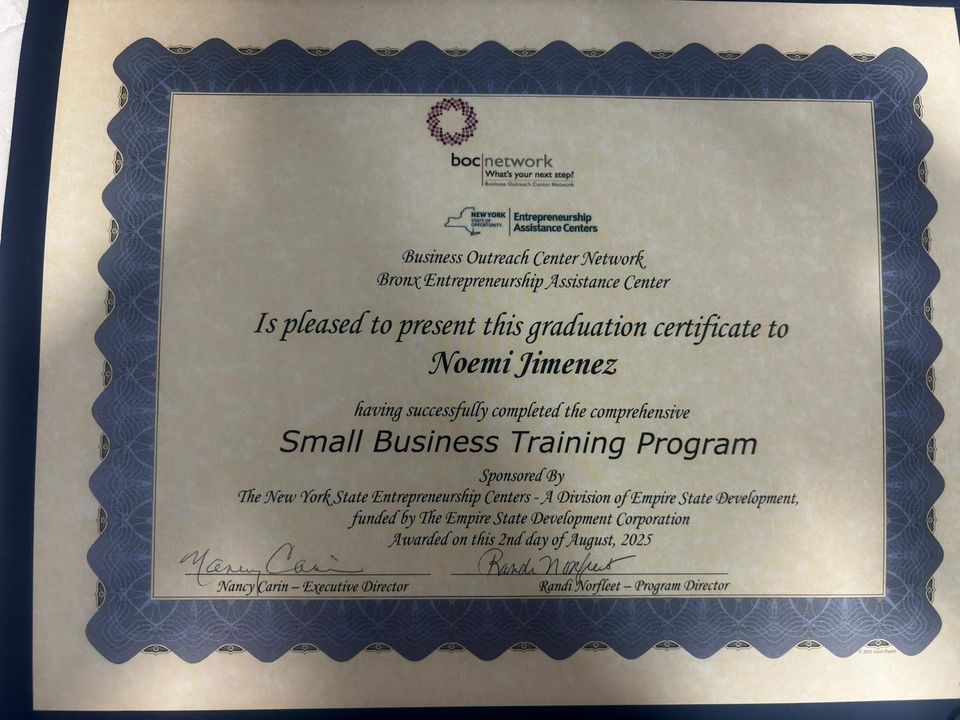 boc network
What's your next step?
Business Outreach Center Network
NEW YORK
STATE OF
OPPORTUNITY.
Entrepreneurship
Assistance Centers
Business Outreach Center Network
Bronx Entrepreneurship Assistance Center
Is pleased to present this graduation certificate to
Noemi Jimenez
having successfully completed the comprehensive
Small Business Training Program
Sponsored By
The New York State Entrepreneurship Centers - A Division of Empire State Development,
funded by The Empire State Development Corporation
Awarded on this 2nd day of August, 2025
Nancy Carin Randi Norfleet
Nancy Carin – Executive Director Randi Norfleet – Program Director